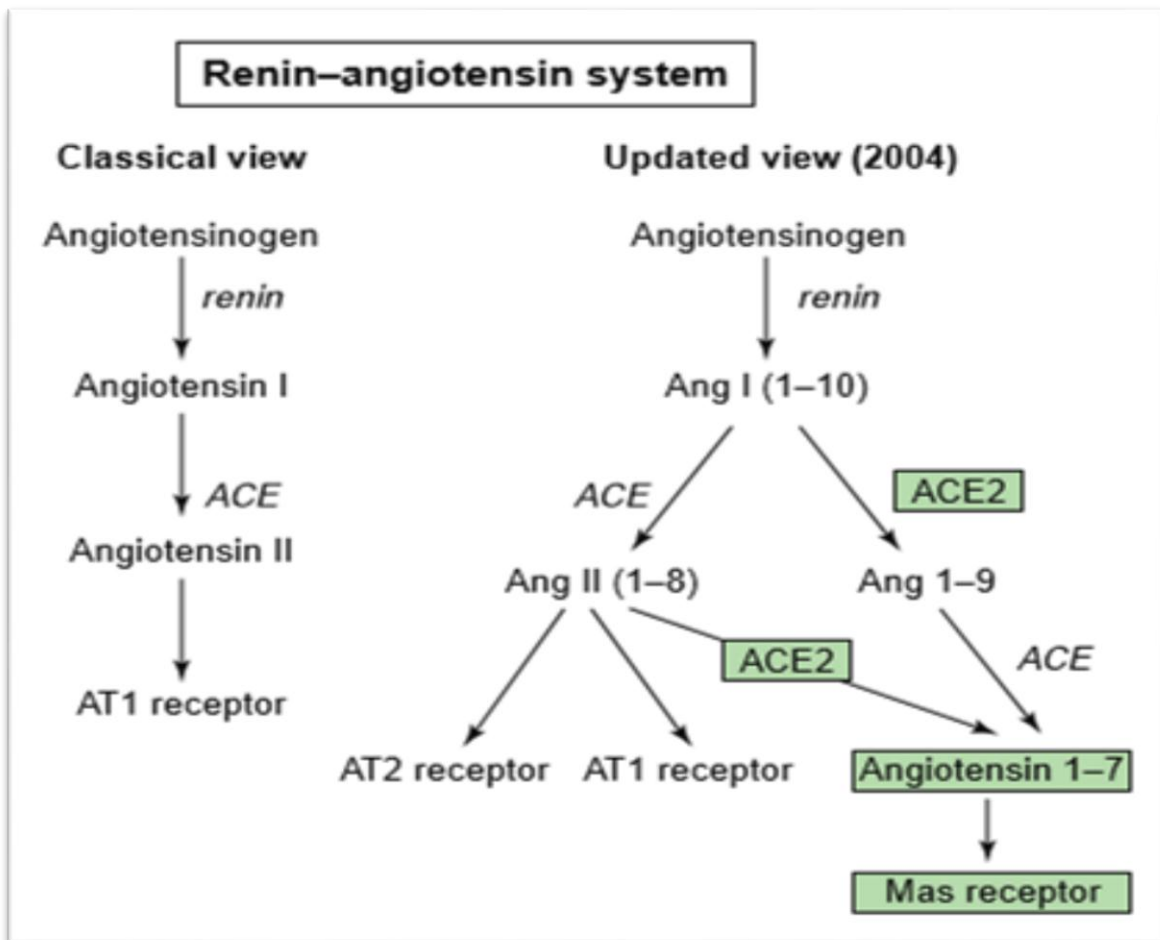 Renin–angiotensin system
Classical view
Angiotensinogen
renin
Angiotensin I
ACE
Angiotensin II
AT1 receptor
Updated view (2004)
Angiotensinogen
renin
Ang I (1–10)
ACE
ACE2
Ang II (1–8)
Ang 1–9
ACE2
ACE
AT2 receptor
AT1 receptor
Angiotensin 1–7
Mas receptor